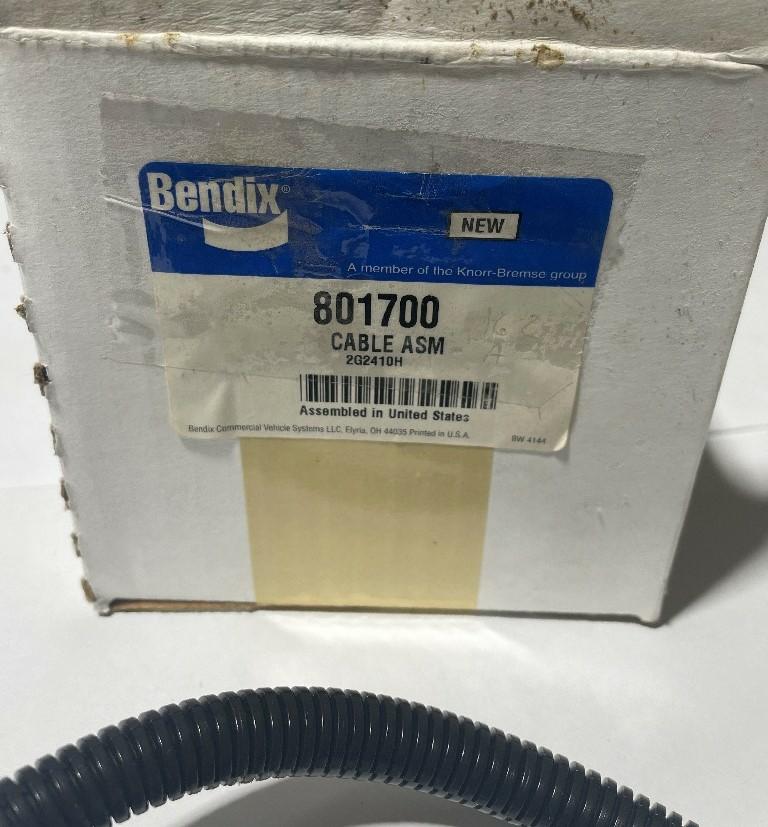 Bendix®
NEW
A member of the Knorr-Bremse group
801700
CABLE ASM
2G2410H
Assembled in United States
Bendix Commercial Vehicle Systems LLC, Elyria, OH 44035 Printed in U.S.A.
BW 4144